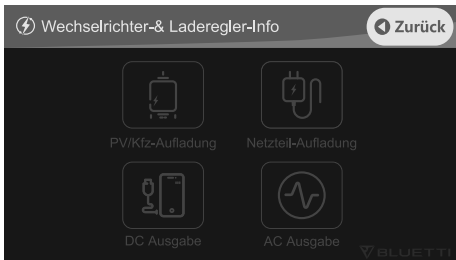 Wechselrichter-& Laderegler-Info
Zurück
PV/Kfz-Aufladung
Netzteil-Aufladung
DC Ausgabe
AC Ausgabe
BLUETTI